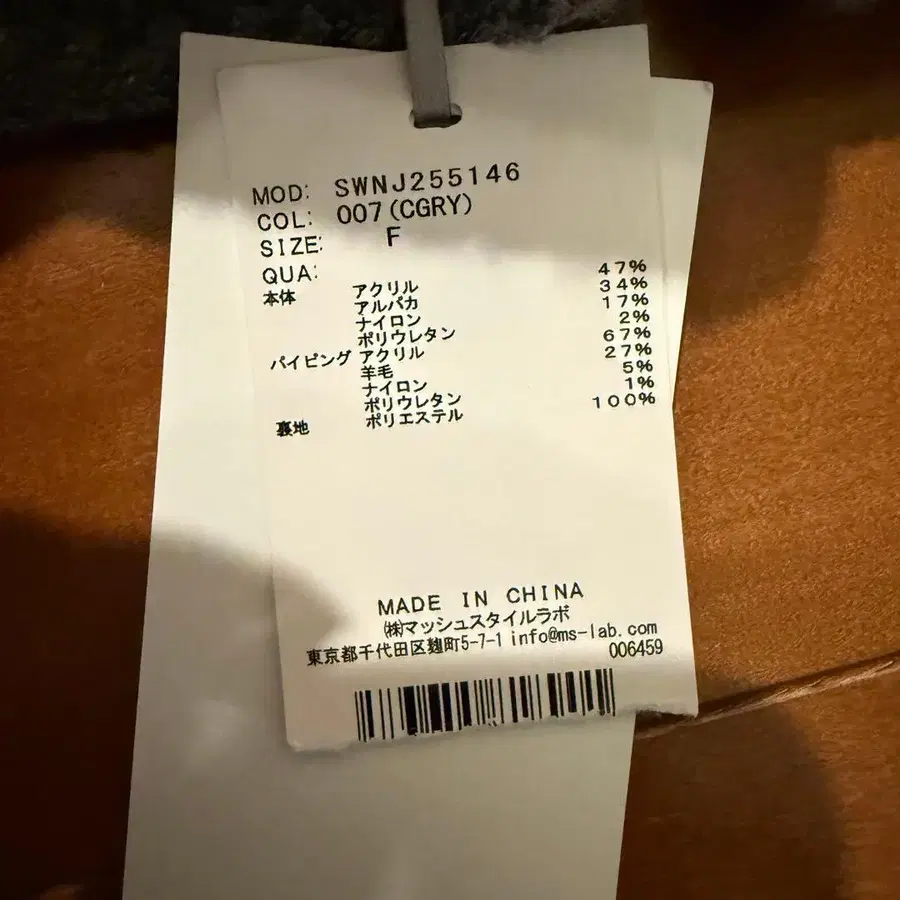 MOD: SWNJ255146
COL: 007(CGRY)
SIZE: F
QUA:
本体 アクリル 47%
アルパカ 34%
ナイロン 17%
ポリウレタン 2%
パイピング アクリル 67%
羊毛 27%
ナイロン 5%
ポリウレタン 1%
裏地 ポリエステル 100%
MADE IN CHINA
㈱マッシュスタイルラボ
東京都千代田区麹町5-7-1 info@ms-lab.com
006459